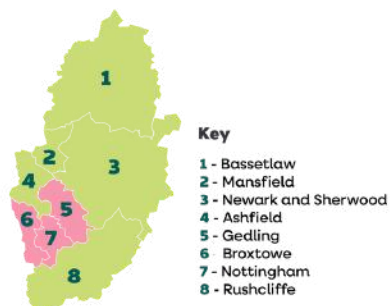 1
2
3
4
5
6
7
8
Key
1 - Bassetlaw
2 - Mansfield
3 - Newark and Sherwood
4 - Ashfield
5 - Gedling
6 - Broxtowe
7 - Nottingham
8 - Rushcliffe